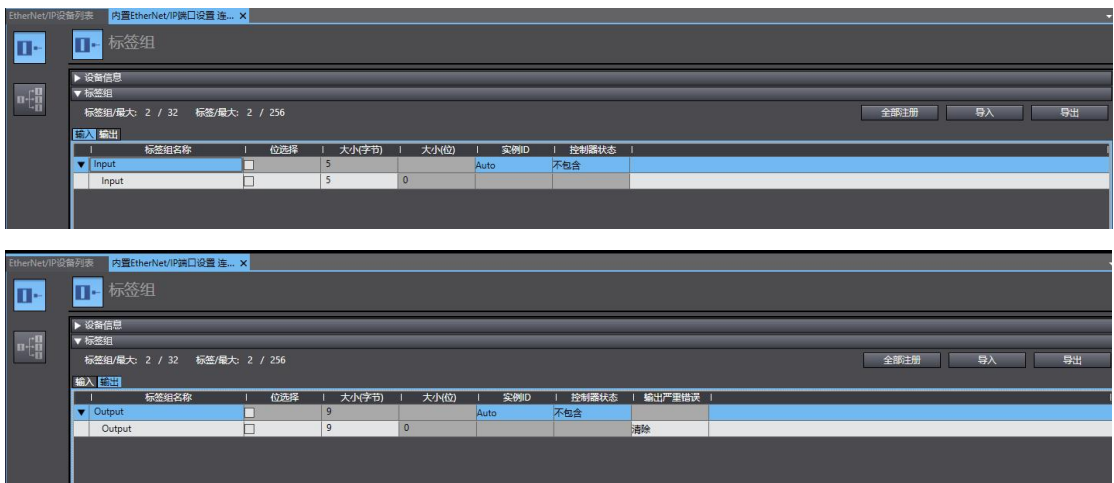 EtherNet/IP设备列表 内置EtherNet/IP端口设置 连... X
标签组
设备信息
标签组
标签组/最大: 2 / 32 标签/最大: 2 / 256 全部注册 导入 导出
输入 输出
标签组名称 位选择 大小(字节) 大小(位) 实例ID 控制器状态
Input 5 Auto 不包含
Input 5 0
EtherNet/IP设备列表 内置EtherNet/IP端口设置 连... X
标签组
设备信息
标签组
标签组/最大: 2 / 32 标签/最大: 2 / 256 全部注册 导入 导出
输入 输出
标签组名称 位选择 大小(字节) 大小(位) 实例ID 控制器状态 输出严重错误
Output 9 Auto 不包含
Output 9 0 清除